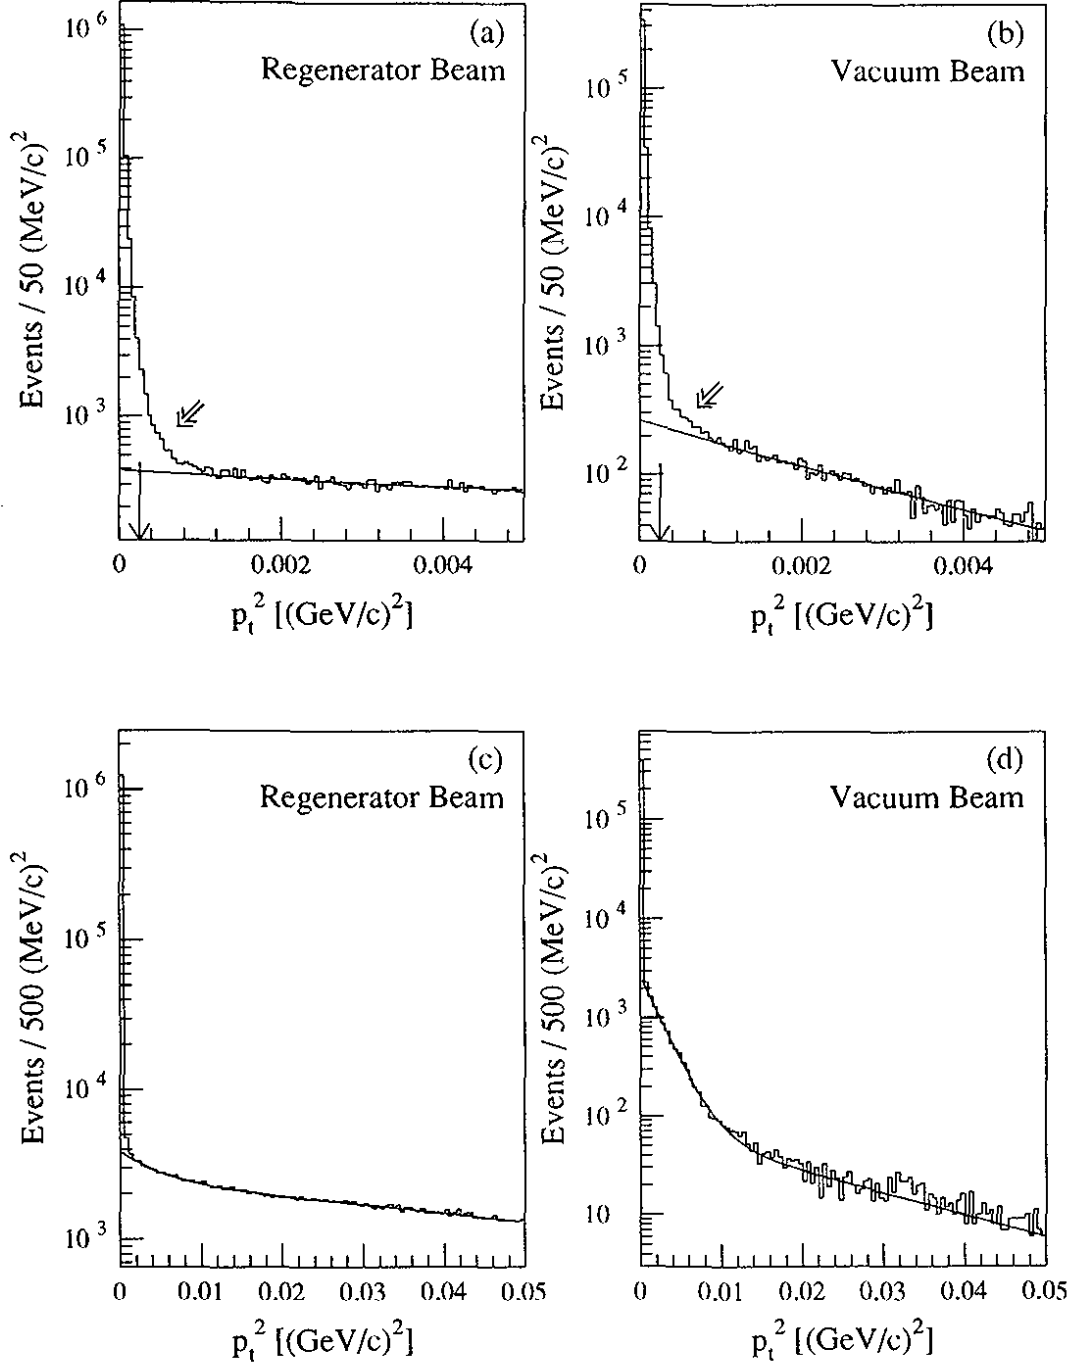 (a)
Regenerator Beam
Events / 50 (MeV/c)^2
10^6
10^5
10^4
10^3
0 0.002 0.004
p_t^2 [(GeV/c)^2]
(b)
Vacuum Beam
Events / 50 (MeV/c)^2
10^5
10^4
10^3
10^2
0 0.002 0.004
p_t^2 [(GeV/c)^2]
(c)
Regenerator Beam
Events / 500 (MeV/c)^2
10^6
10^5
10^4
10^3
0 0.01 0.02 0.03 0.04 0.05
p_t^2 [(GeV/c)^2]
(d)
Vacuum Beam
Events / 500 (MeV/c)^2
10^5
10^4
10^3
10^2
10
0 0.01 0.02 0.03 0.04 0.05
p_t^2 [(GeV/c)^2]